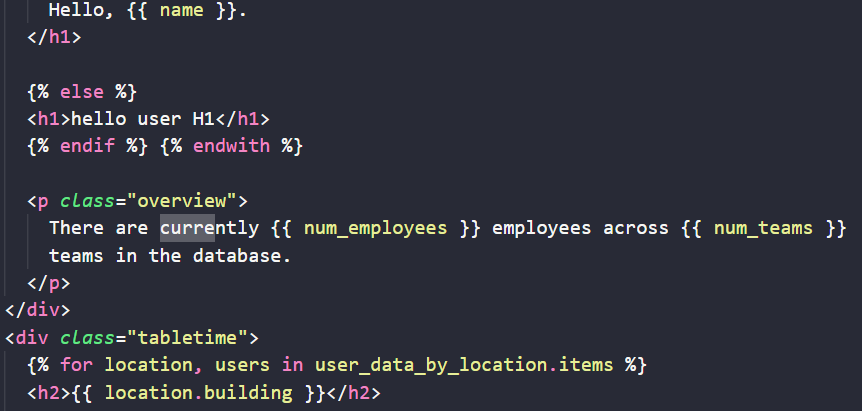 Hello, {{ name }}.
</h1>
{% else %}
<h1>hello user H1</h1>
{% endif %} {% endwith %}
<p class="overview">
There are currently {{ num_employees }} employees across {{ num_teams }}
teams in the database.
</p>
</div>
<div class="tabletime">
{% for location, users in user_data_by_location.items %}
<h2>{{ location.building }}</h2>